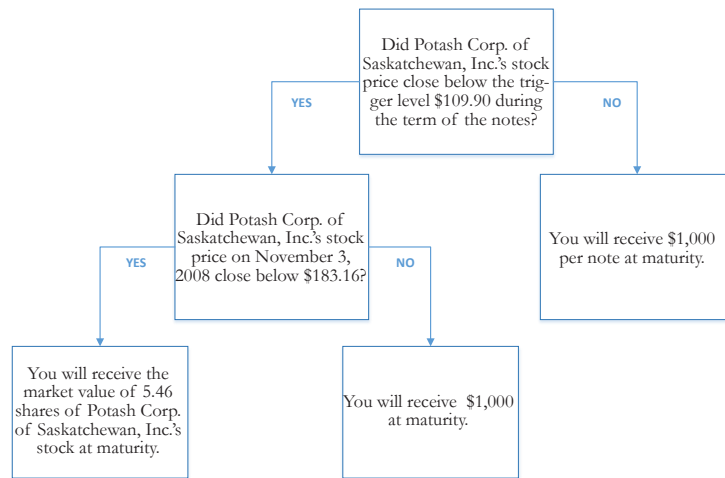 Did Potash Corp. of
Saskatchewan, Inc.'s stock
price close below the trig-
ger level $109.90 during
the term of the notes?
YES
NO
Did Potash Corp. of
Saskatchewan, Inc.'s stock
price on November 3,
2008 close below $183.16?
You will receive $1,000
per note at maturity.
YES
NO
You will receive the
market value of 5.46
shares of Potash Corp.
of Saskatchewan, Inc.'s
stock at maturity.
You will receive $1,000
at maturity.